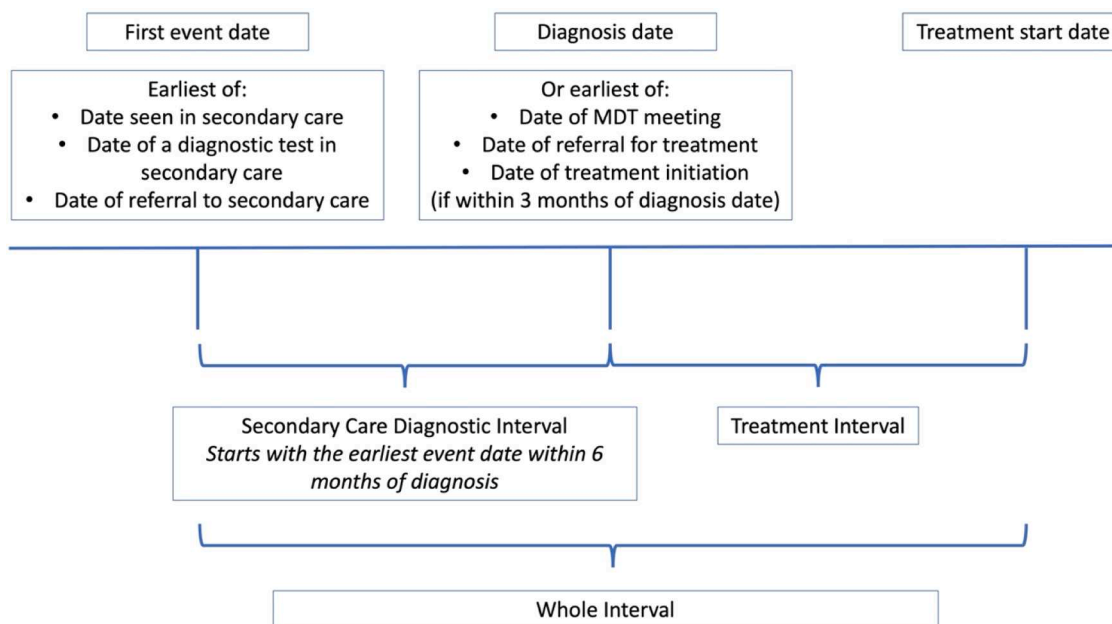 First event date
Diagnosis date
Treatment start date
Earliest of:
• Date seen in secondary care
• Date of a diagnostic test in
secondary care
• Date of referral to secondary care
Or earliest of:
• Date of MDT meeting
• Date of referral for treatment
• Date of treatment initiation
(if within 3 months of diagnosis date)
Secondary Care Diagnostic Interval
Starts with the earliest event date within 6
months of diagnosis
Treatment Interval
Whole Interval